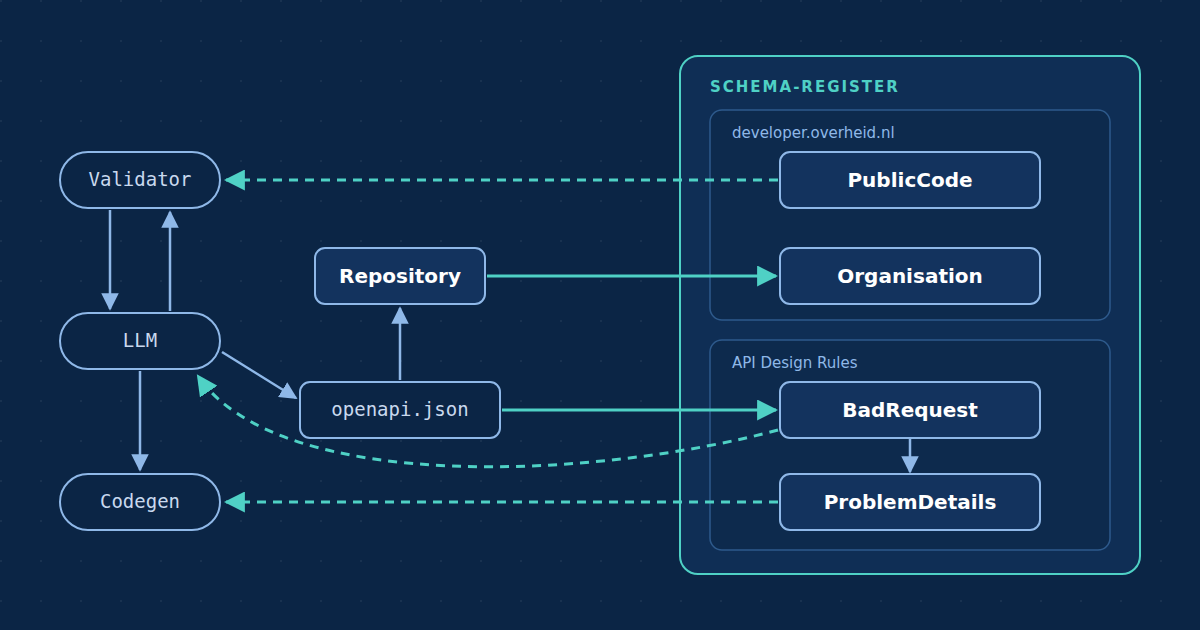 SCHEMA-REGISTER
developer.overheid.nl
Validator
PublicCode
Repository
Organisation
LLM
API Design Rules
openapi.json
BadRequest
Codegen
ProblemDetails